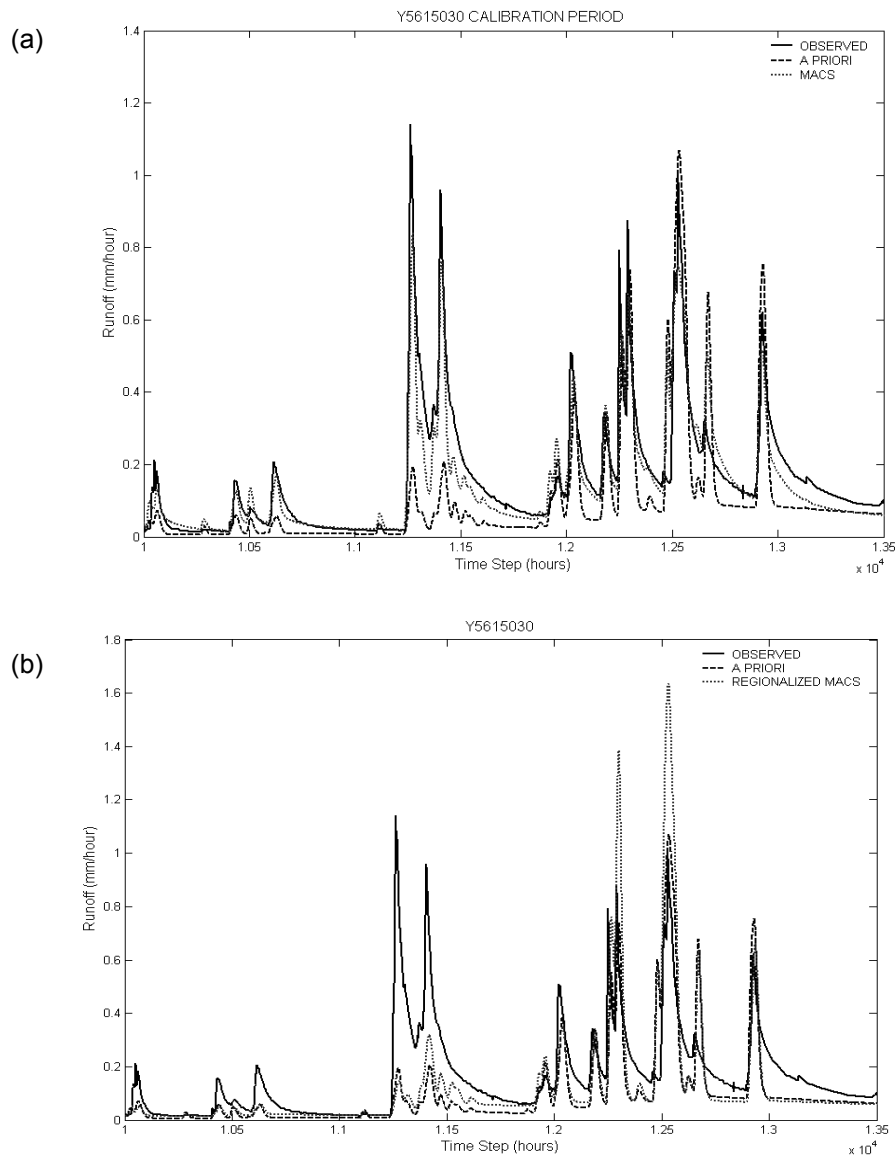 (a)
Y5615030 CALIBRATION PERIOD
OBSERVED
A PRIORI
MACS
Runoff (mm/hour)
1.4
1.2
1
0.8
0.6
0.4
0.2
0
1 1.05 1.1 1.15 1.2 1.25 1.3 1.35
Time Step (hours)
x 10⁴
(b)
Y5615030
OBSERVED
A PRIORI
REGIONALIZED MACS
Runoff (mm/hour)
1.8
1.6
1.4
1.2
1
0.8
0.6
0.4
0.2
0
1 1.05 1.1 1.15 1.2 1.25 1.3 1.35
Time Step (hours)
x 10⁴